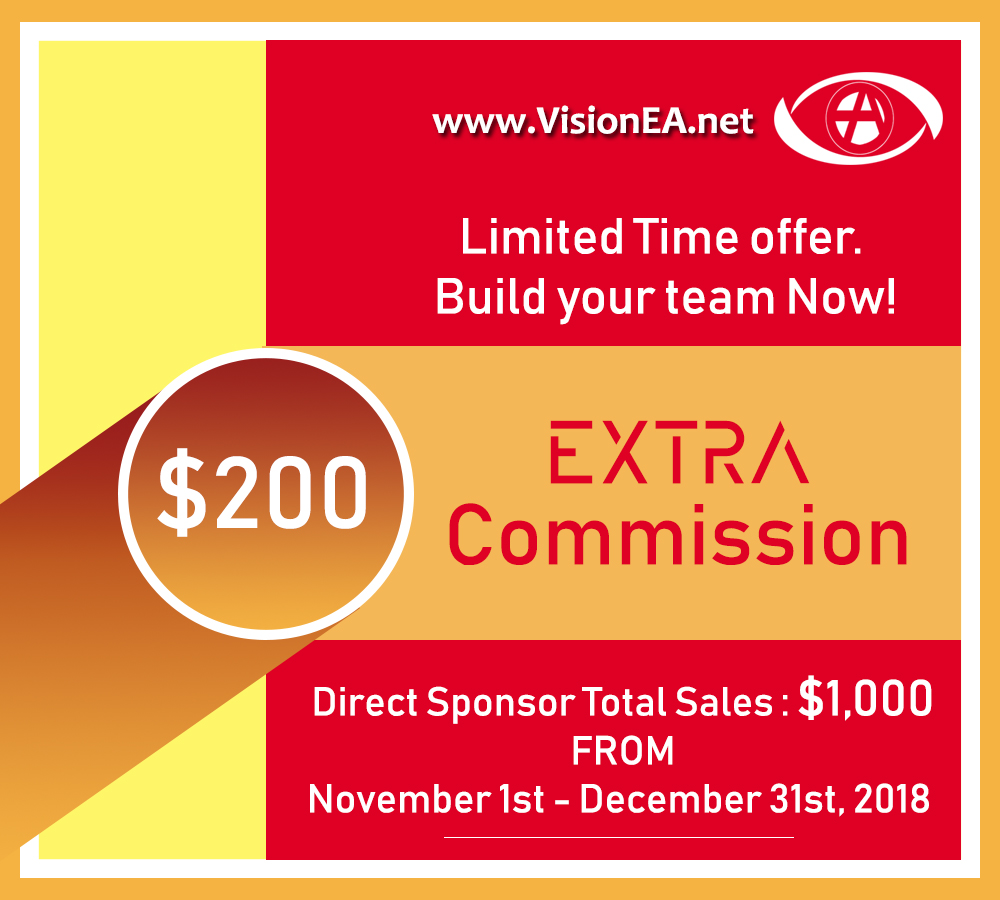 www.VisionEA.net
Limited Time offer.
Build your team Now!
$200
EXTRA
Commission
Direct Sponsor Total Sales : $1,000
FROM
November 1st - December 31st, 2018